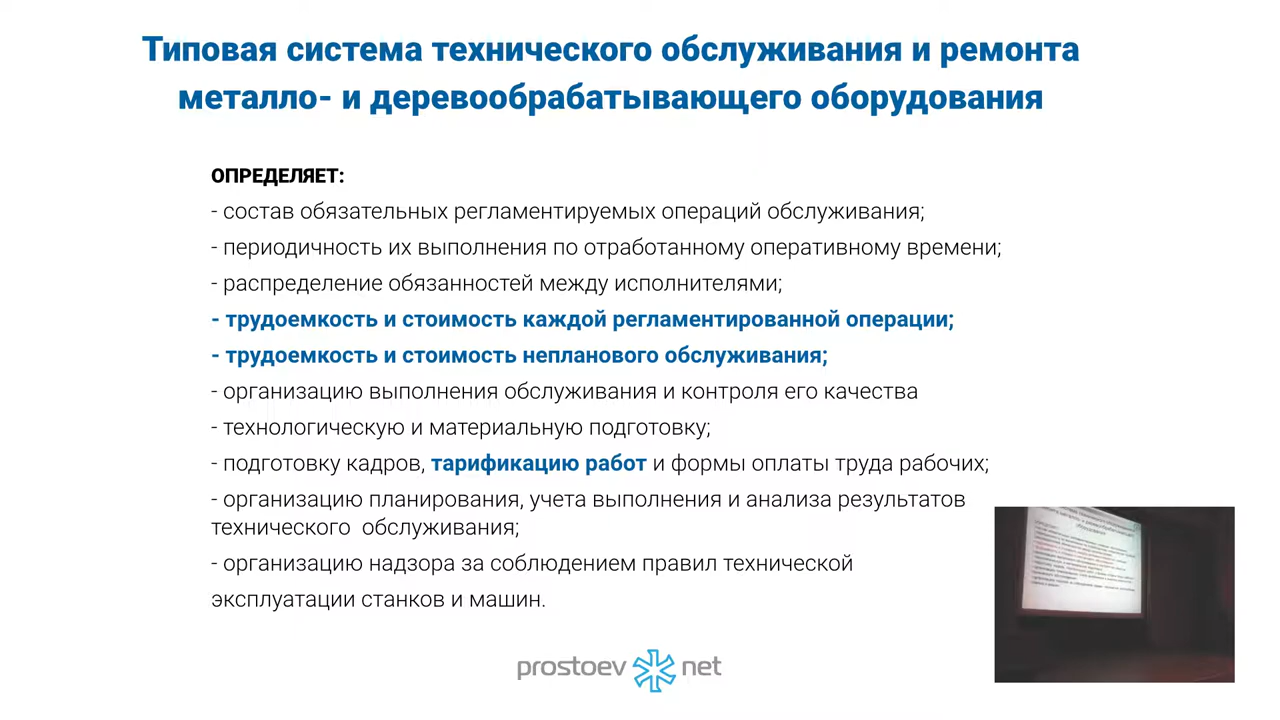 Типовая система технического обслуживания и ремонта
металло- и деревообрабатывающего оборудования
ОПРЕДЕЛЯЕТ:
- состав обязательных регламентируемых операций обслуживания;
- периодичность их выполнения по отработанному оперативному времени;
- распределение обязанностей между исполнителями;
- трудоемкость и стоимость каждой регламентированной операции;
- трудоемкость и стоимость непланового обслуживания;
- организацию выполнения обслуживания и контроля его качества
- технологическую и материальную подготовку;
- подготовку кадров, тарификацию работ и формы оплаты труда рабочих;
- организацию планирования, учета выполнения и анализа результатов
технического обслуживания;
- организацию надзора за соблюдением правил технической
эксплуатации станков и машин.
prostoev net